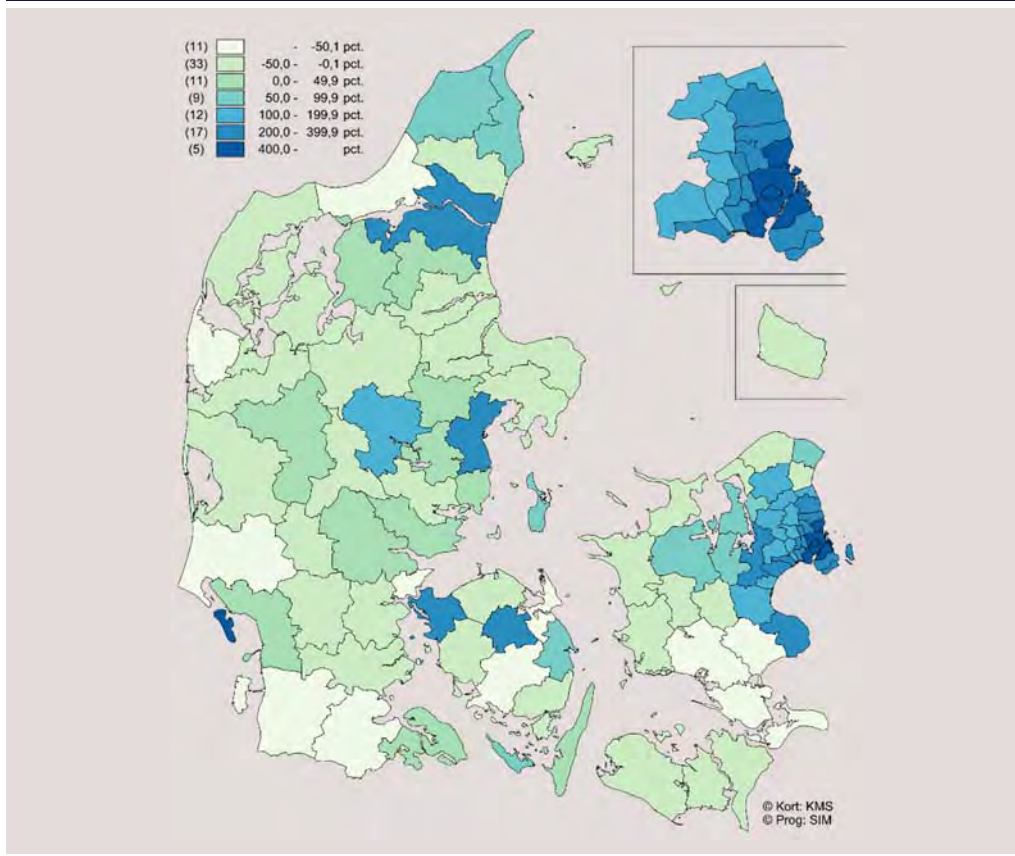 (11) - -50,1 pct.
(33) -50,0 - -0,1 pct.
(11) 0,0 - 49,9 pct.
(9) 50,0 - 99,9 pct.
(12) 100,0 - 199,9 pct.
(17) 200,0 - 399,9 pct.
(5) 400,0 - pct.
© Kort: KMS
© Prog: SIM